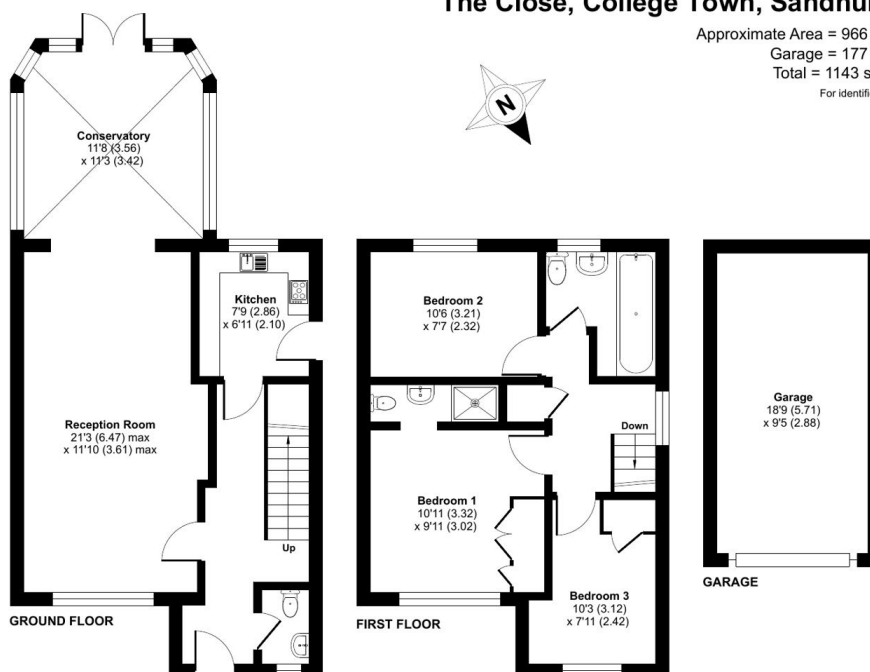 The Close, College Town, Sandhu
Approximate Area = 966
Garage = 177
Total = 1143 s
For identifi
N
Conservatory
11'8 (3.56)
x 11'3 (3.42)
Kitchen
7'9 (2.86)
x 6'11 (2.10)
Reception Room
21'3 (6.47) max
x 11'10 (3.61) max
Up
GROUND FLOOR
Bedroom 2
10'6 (3.21)
x 7'7 (2.32)
Down
Bedroom 1
10'11 (3.32)
x 9'11 (3.02)
Bedroom 3
10'3 (3.12)
x 7'11 (2.42)
FIRST FLOOR
Garage
18'9 (5.71)
x 9'5 (2.88)
GARAGE